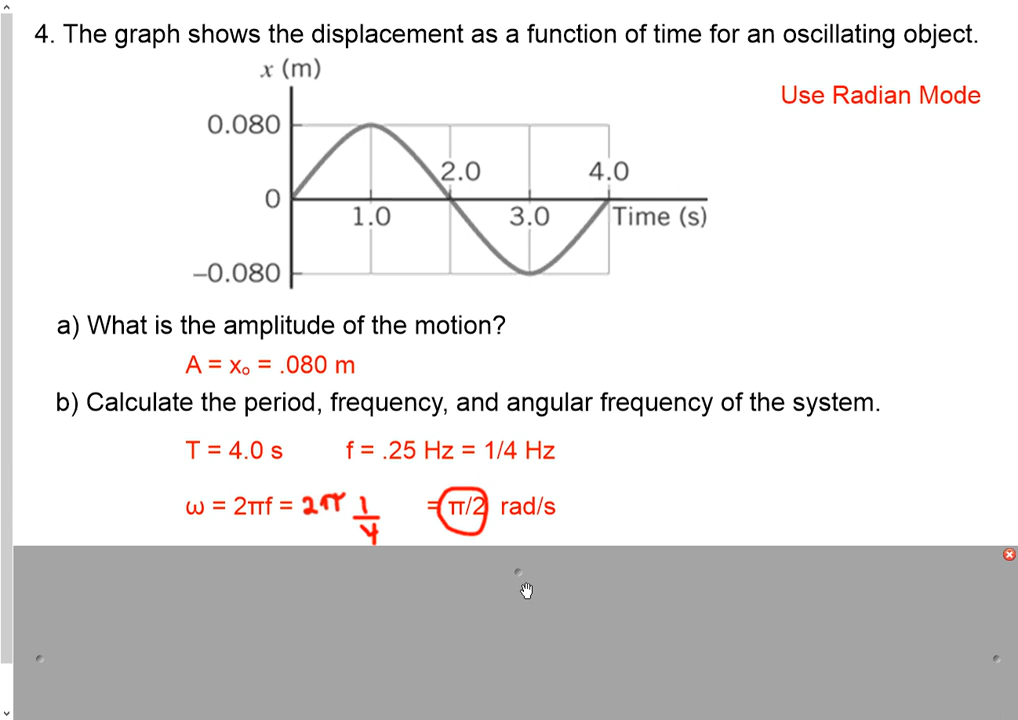 4. The graph shows the displacement as a function of time for an oscillating object.
x (m)
Use Radian Mode
0.080
2.0
4.0
0
1.0
3.0
Time (s)
–0.080
a) What is the amplitude of the motion?
A = xₒ = .080 m
b) Calculate the period, frequency, and angular frequency of the system.
T = 4.0 s f = .25 Hz = 1/4 Hz
ω = 2πf = 2π 1/4 = π/2 rad/s